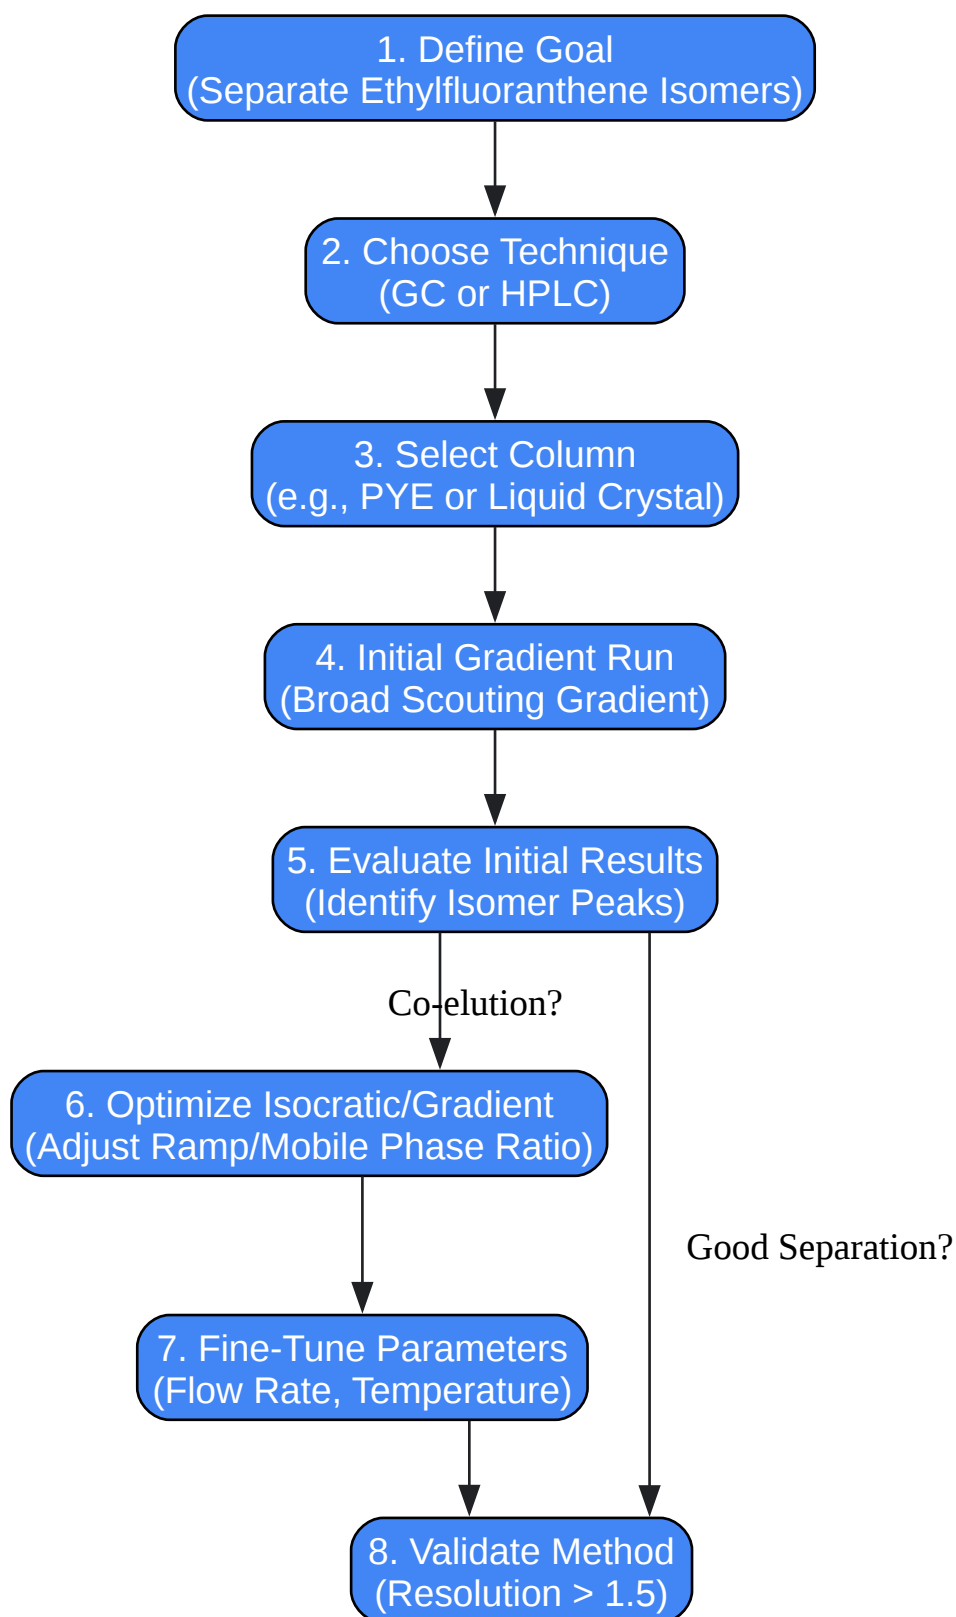 1. Define Goal
(Separate Ethylfluoranthene Isomers)
2. Choose Technique
(GC or HPLC)
3. Select Column
(e.g., PYE or Liquid Crystal)
4. Initial Gradient Run
(Broad Scouting Gradient)
5. Evaluate Initial Results
(Identify Isomer Peaks)
Co-elution?
6. Optimize Isocratic/Gradient
(Adjust Ramp/Mobile Phase Ratio)
Good Separation?
7. Fine-Tune Parameters
(Flow Rate, Temperature)
8. Validate Method
(Resolution > 1.5)